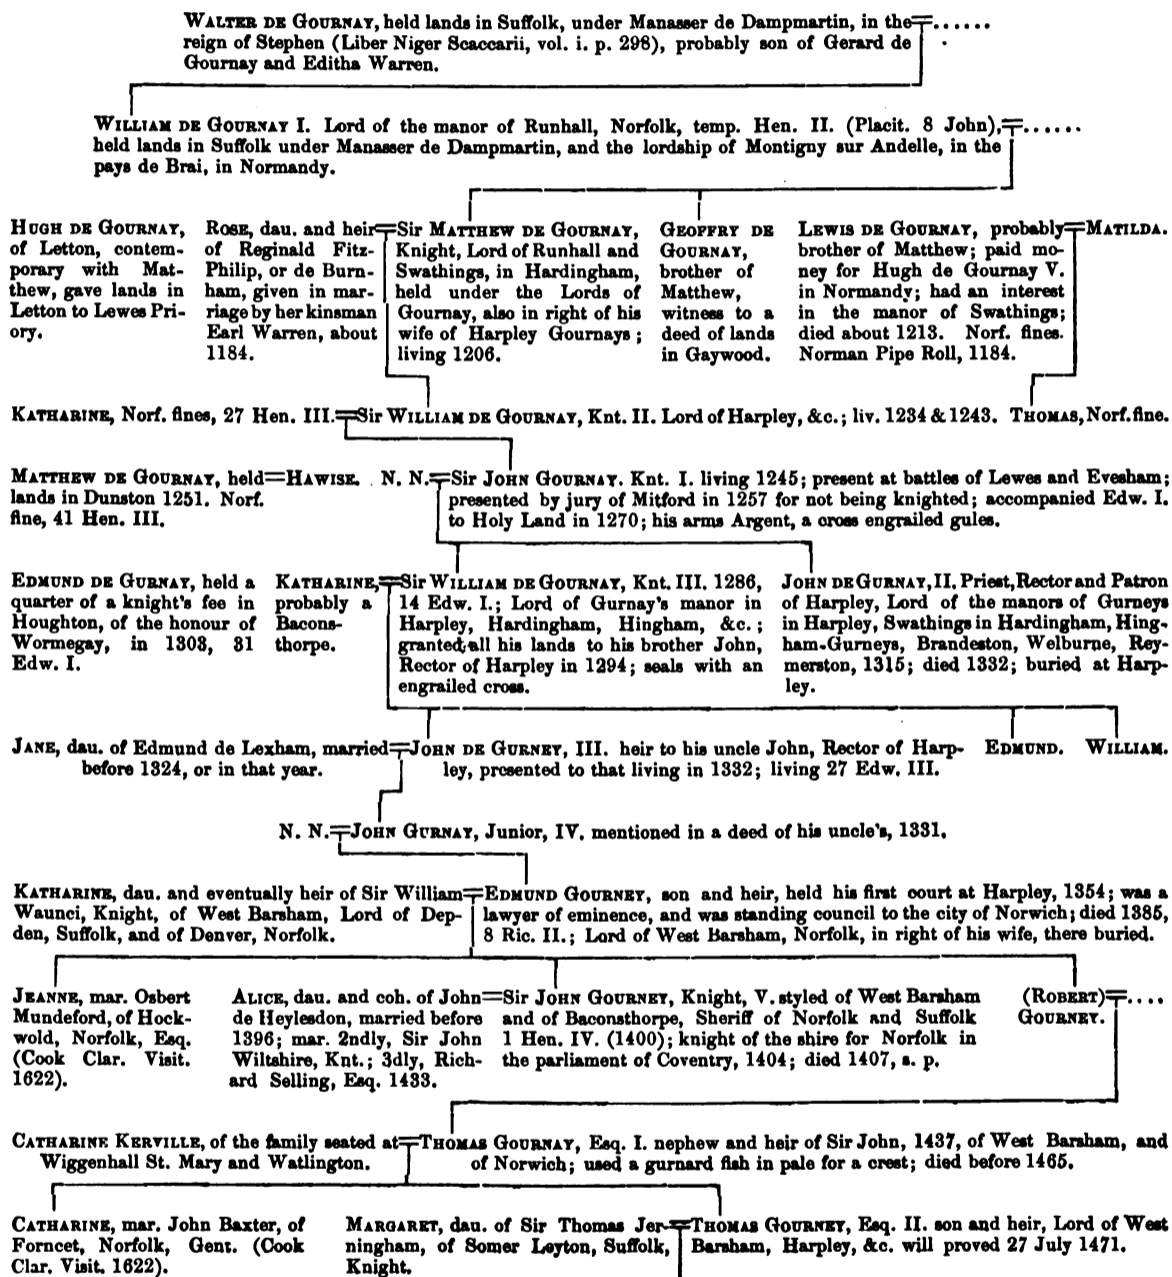 WALTER DE GOURNAY, held lands in Suffolk, under Manasser de Dampmartin, in the=......
reign of Stephen (Liber Niger Scaccarii, vol. i. p. 298), probably son of Gerard de
Gournay and Editha Warren.
WILLIAM DE GOURNAY I. Lord of the manor of Runhall, Norfolk, temp. Hen. II. (Placit. 8 John),=......
held lands in Suffolk under Manasser de Dampmartin, and the lordship of Montigny sur Andelle, in the
pays de Brai, in Normandy.
HUGH DE GOURNAY,
of Letton, contem-
porary with Mat-
thew, gave lands in
Letton to Lewes Pri-
ory.
ROSE, dau. and heir=
of Reginald Fitz-
Philip, or de Burn-
ham, given in mar-
riage by her kinsman
Earl Warren, about
1184.
Sir MATTHEW DE GOURNAY,
Knight, Lord of Runhall and
Swathings, in Hardingham,
held under the Lords of
Gournay, also in right of his
wife of Harpley Gournays;
living 1206.
GEOFFRY DE
GOURNAY,
brother of
Matthew,
witness to a
deed of lands
in Gaywood.
LEWIS DE GOURNAY, probably=MATILDA.
brother of Matthew; paid mo-
ney for Hugh de Gournay V.
in Normandy; had an interest
in the manor of Swathings;
died about 1213. Norf. fines.
Norman Pipe Roll, 1184.
KATHARINE, Norf. fines, 27 Hen. III.=Sir WILLIAM DE GOURNAY, Knt. II. Lord of Harpley, &c.; liv. 1234 & 1243. THOMAS, Norf. fine.
MATTHEW DE GOURNAY, held=HAWISE.
lands in Dunston 1251. Norf.
fine, 41 Hen. III.
N. N.=Sir JOHN GOURNAY. Knt. I. living 1245; present at battles of Lewes and Evesham;
presented by jury of Mitford in 1257 for not being knighted; accompanied Edw. I.
to Holy Land in 1270; his arms Argent, a cross engrailed gules.
EDMUND DE GURNAY, held a
quarter of a knight's fee in
Houghton, of the honour of
Wormegay, in 1303, 31
Edw. I.
KATHARINE,=
probably a
Bacons-
thorpe.
Sir WILLIAM DE GOURNAY, Knt. III. 1286,
14 Edw. I.; Lord of Gurnay's manor in
Harpley, Hardingham, Hingham, &c.;
granted all his lands to his brother John,
Rector of Harpley in 1294; seals with an
engrailed cross.
JOHN DE GURNAY, II. Priest, Rector and Patron
of Harpley, Lord of the manors of Gurneys
in Harpley, Swathings in Hardingham, Hing-
ham-Gurneys, Brandeston, Welburne, Rey-
merston, 1315; died 1332; buried at Harp-
ley.
JANE, dau. of Edmund de Lexham, married=
before 1324, or in that year.
JOHN DE GURNEY, III. heir to his uncle John, Rector of Harp-
ley, presented to that living in 1332; living 27 Edw. III.
EDMUND. WILLIAM.
N. N.=JOHN GURNAY, Junior, IV. mentioned in a deed of his uncle's, 1331.
KATHARINE, dau. and eventually heir of Sir William=
Waunci, Knight, of West Barsham, Lord of Dep-
den, Suffolk, and of Denver, Norfolk.
EDMUND GOURNEY, son and heir, held his first court at Harpley, 1354; was a
lawyer of eminence, and was standing council to the city of Norwich; died 1385,
8 Ric. II.; Lord of West Barsham, Norfolk, in right of his wife, there buried.
JEANNE, mar. Osbert
Mundeford, of Hock-
wold, Norfolk, Esq.
(Cook Clar. Visit.
1622).
ALICE, dau. and coh. of John=
de Heylesdon, married before
1396; mar. 2ndly, Sir John
Wiltshire, Knt.; 3dly, Rich-
ard Selling, Esq. 1433.
Sir JOHN GOURNEY, Knight, V. styled of West Barsham
and of Baconsthorpe, Sheriff of Norfolk and Suffolk
1 Hen. IV. (1400); knight of the shire for Norfolk in
the parliament of Coventry, 1404; died 1407, s. p.
(ROBERT)=....
GOURNEY.
CATHARINE KERVILLE, of the family seated at=
Wiggenhall St. Mary and Watlington.
THOMAS GOURNAY, Esq. I. nephew and heir of Sir John, 1437, of West Barsham, and
of Norwich; used a gurnard fish in pale for a crest; died before 1465.
CATHARINE, mar. John Baxter, of
Forncet, Norfolk, Gent. (Cook
Clar. Visit. 1622).
MARGARET, dau. of Sir Thomas Jer-=
ningham, of Somer Leyton, Suffolk,
Knight.
THOMAS GOURNEY, Esq. II. son and heir, Lord of West
Barsham, Harpley, &c. will proved 27 July 1471.